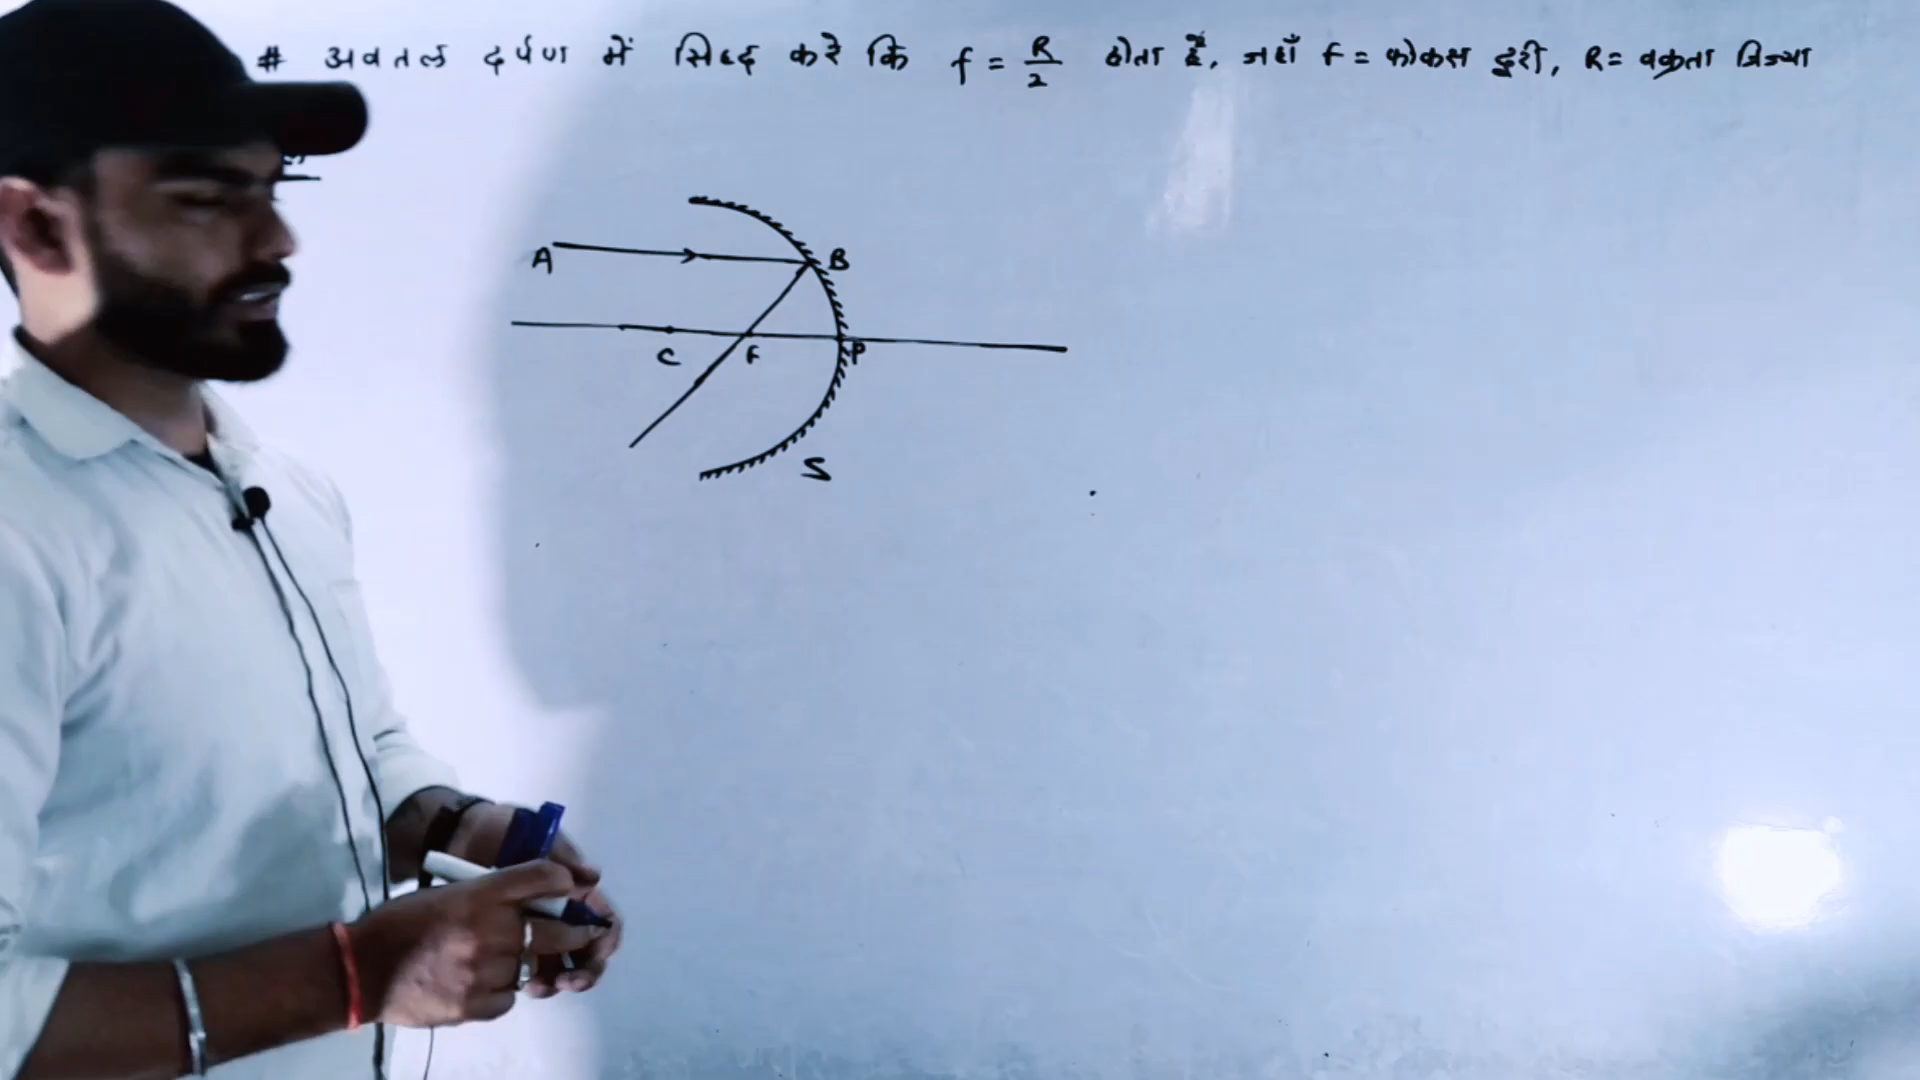 # अवतल दर्पण में सिद्ध करे कि f = R/2 होता है, जहाँ f = फोकस दुरी, R = वक्रता त्रिज्या
A B
C F P
S